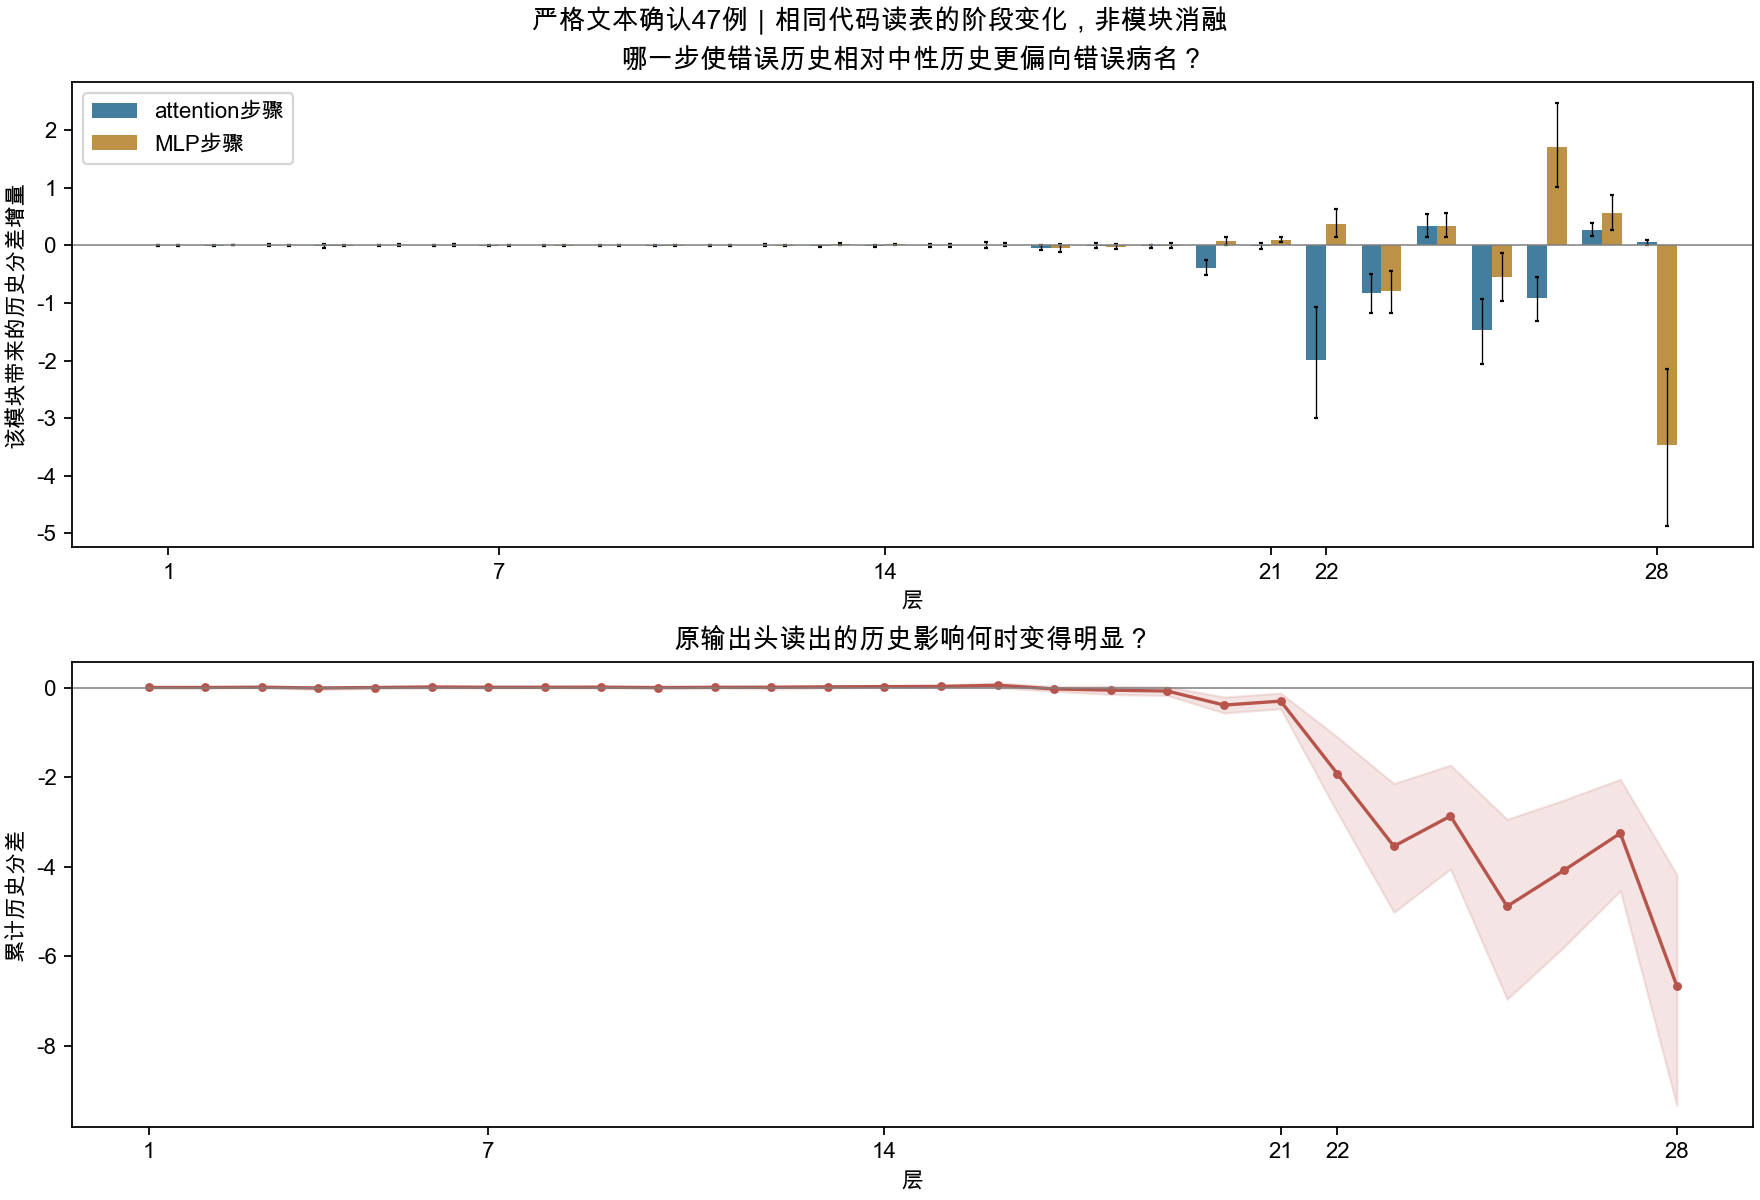 严格文本确认47例｜相同代码读表的阶段变化，非模块消融
哪一步使错误历史相对中性历史更偏向错误病名？
attention步骤
MLP步骤
该模块带来的历史分差增量
2
1
0
-1
-2
-3
-4
-5
1
7
14
21
22
28
层
原输出头读出的历史影响何时变得明显？
累计历史分差
0
-2
-4
-6
-8
1
7
14
21
22
28
层